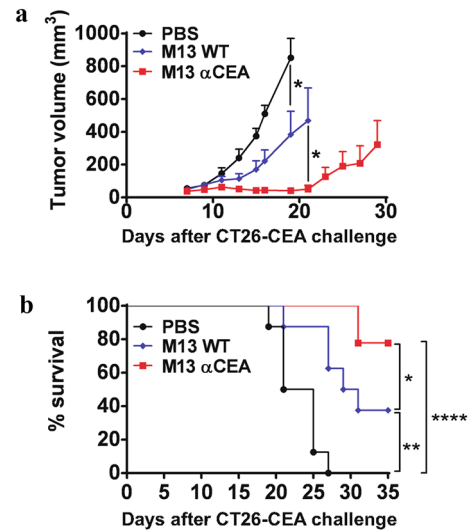 a
PBS
M13 WT
M13 αCEA
Tumor volume (mm³)
1000
800
600
400
200
0
*
*
0 10 20 30
Days after CT26-CEA challenge
b
PBS
M13 WT
M13 αCEA
% survival
100
80
60
40
20
0
*
**
****
0 5 10 15 20 25 30 35
Days after CT26-CEA challenge